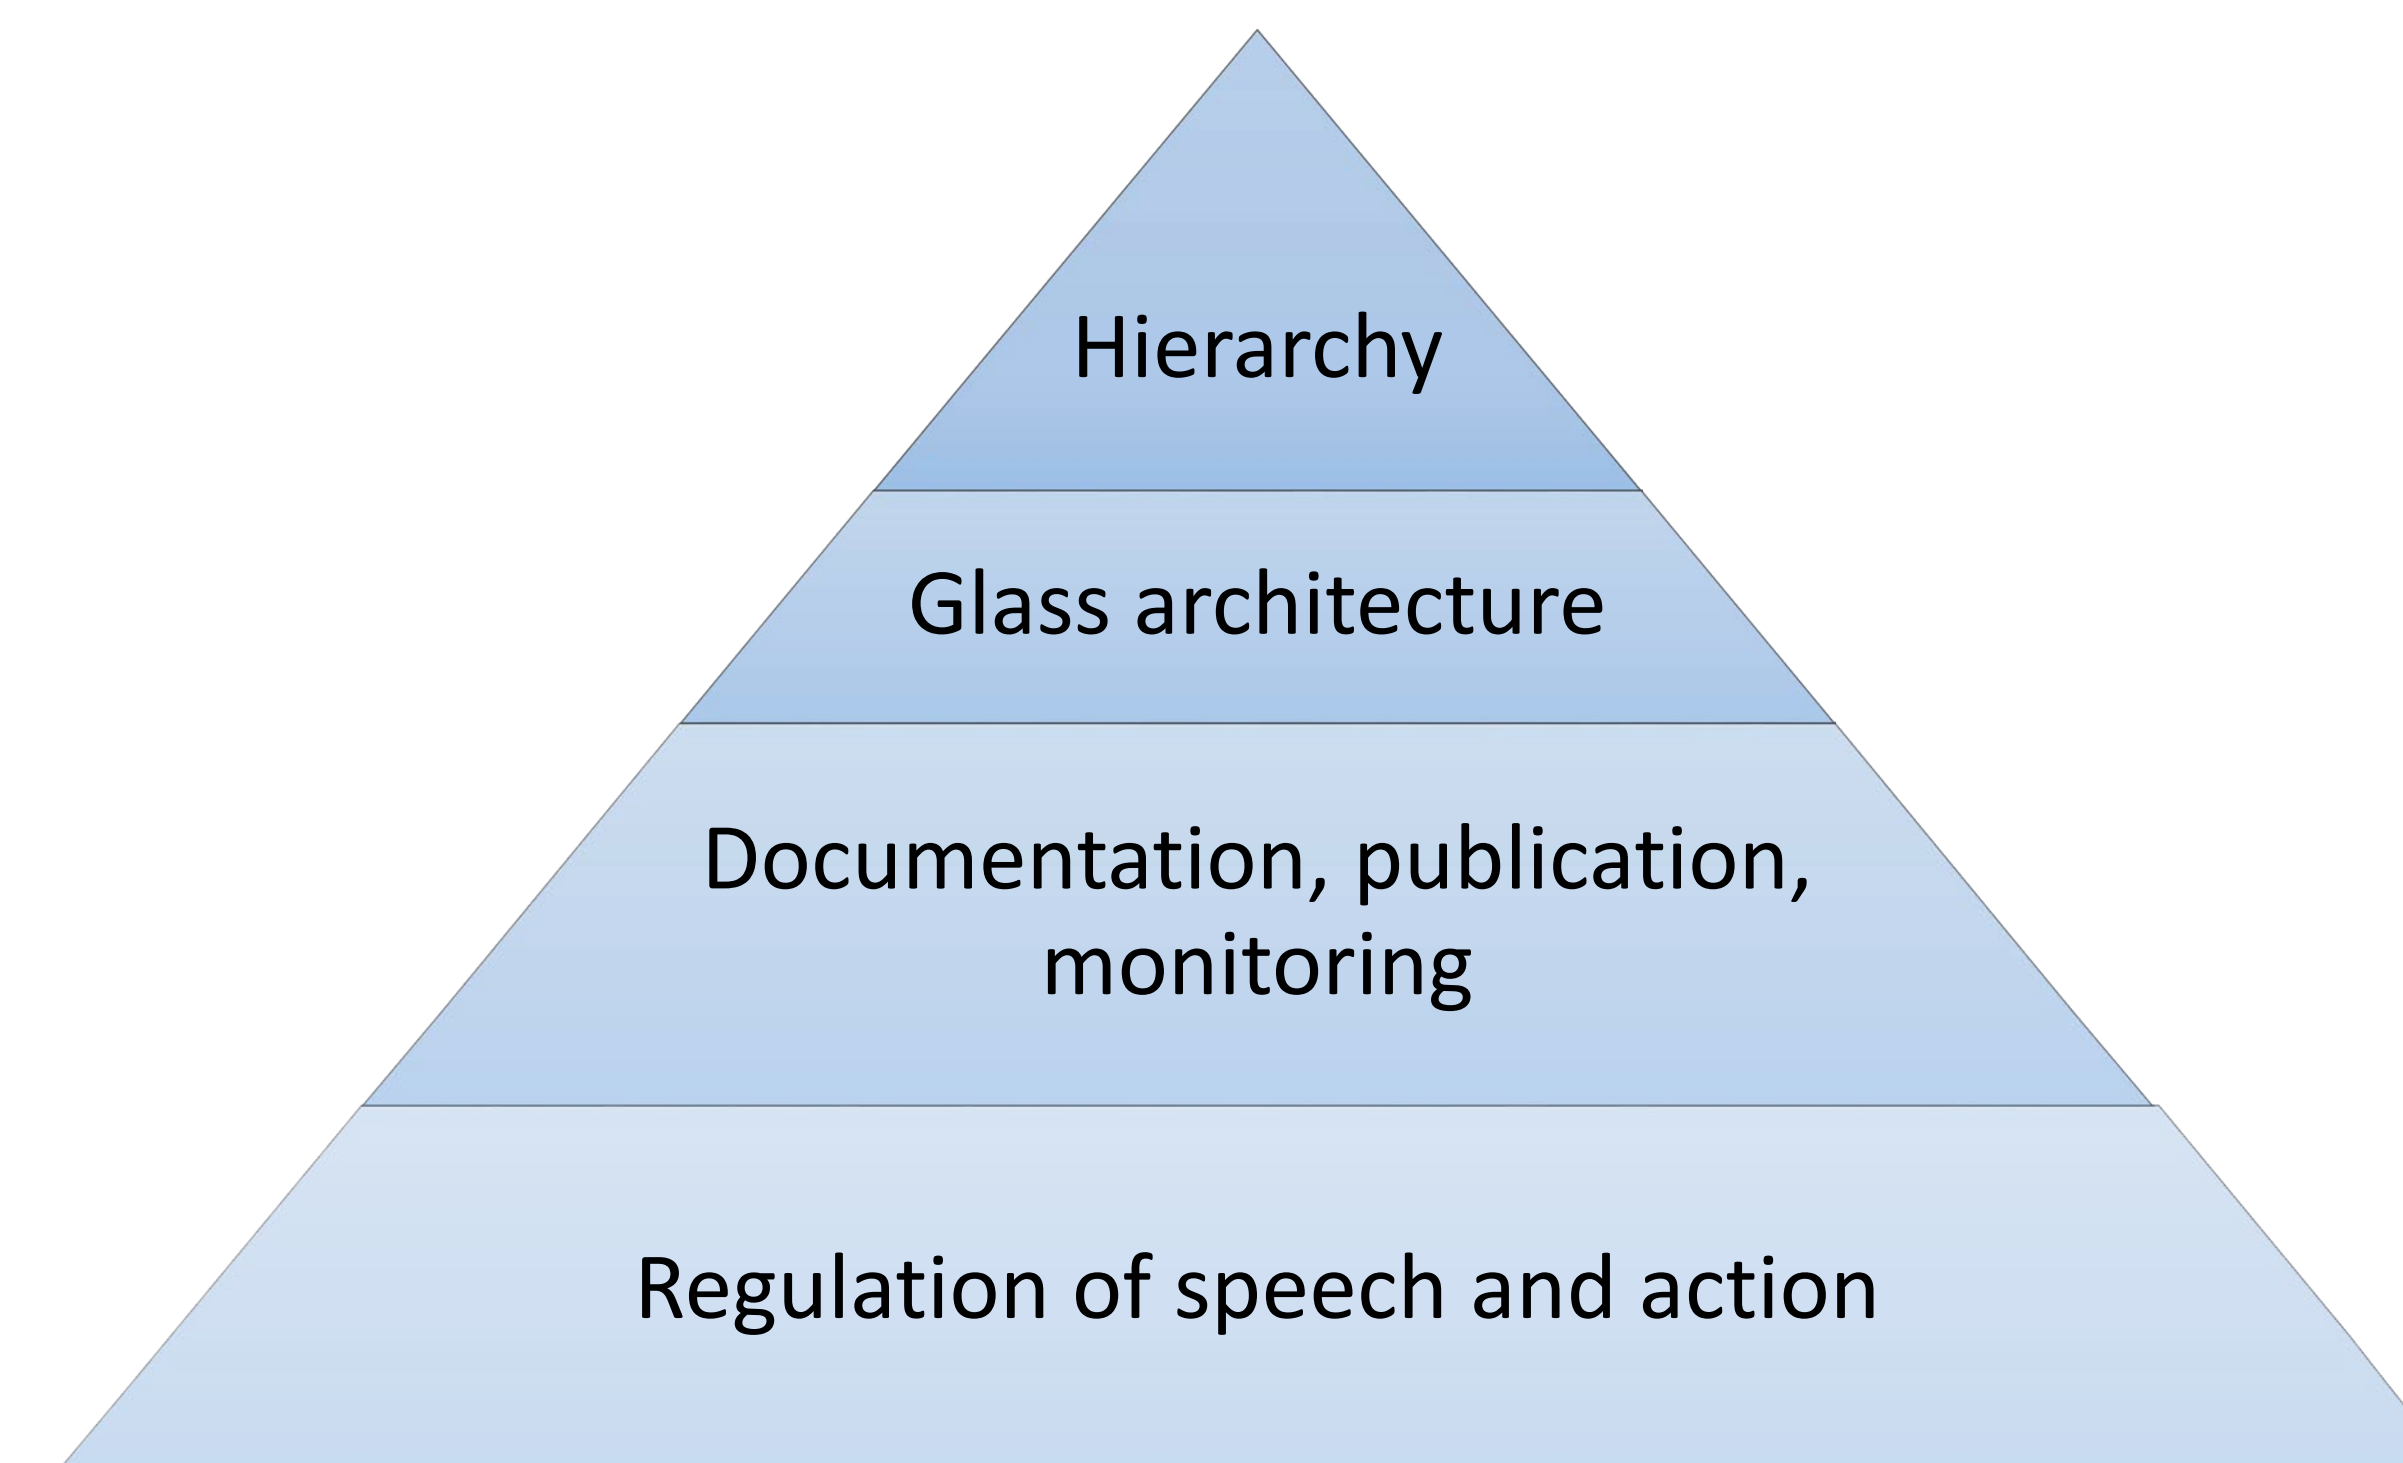 Hierarchy
Glass architecture
Documentation, publication,
monitoring
Regulation of speech and action